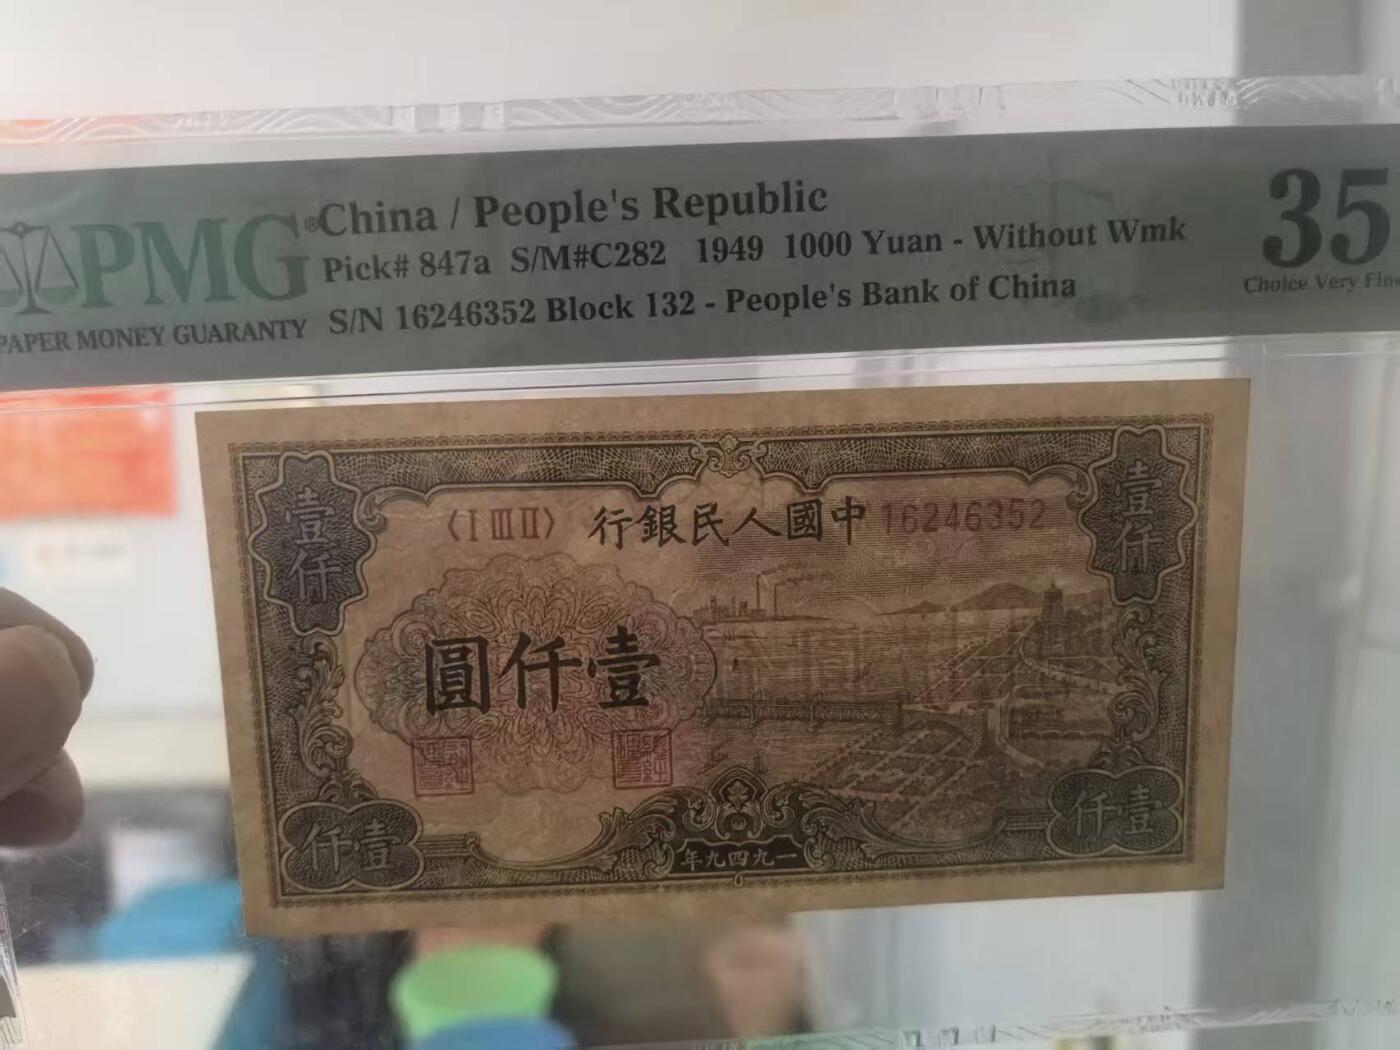 PMG®
PAPER MONEY GUARANTY
China / People's Republic
Pick# 847a S/M#C282 1949 1000 Yuan - Without Wmk
S/N 16246352 Block 132 - People's Bank of China
35
Choice Very Fine
〈ⅠⅢⅡ〉 行銀民人國中 16246352
壹仟
壹仟
圓仟壹
仟壹
仟壹
年九四九一